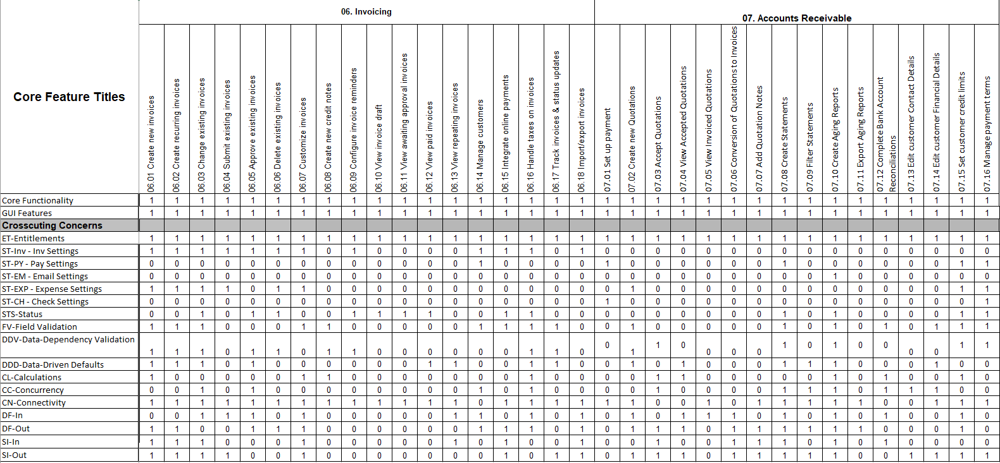 06. Invoicing
07. Accounts Receivable
Core Feature Titles
06.01 Create new invoices
06.02 Create recurring invoices
06.03 Change existing invoices
06.04 Submit existing invoices
06.05 Approve existing invoices
06.06 Delete existing invoices
06.07 Customize invoices
06.08 Create new credit notes
06.09 Configure invoice reminders
06.10 View invoice draft
06.11 View awaiting approval invoices
06.12 View paid invoices
06.13 View repeating invoices
06.14 Manage customers
06.15 Integrate online payments
06.16 Handle taxes on invoices
06.17 Track invoices & status updates
06.18 Import/export invoices
07.01 Set up payment
07.02 Create new Quotations
07.03 Accept Quotations
07.04 View Accepted Quotations
07.05 View Invoiced Quotations
07.06 Conversion of Quotations to Invoices
07.07 Add Quotation Notes
07.08 Create Statements
07.09 Filter Statements
07.10 Create Aging Reports
07.11 Export Aging Reports
07.12 Complete Bank Account
Reconciliations
07.13 Edit customer Contact Details
07.14 Edit customer Financial Details
07.15 Set customer credit limits
07.16 Manage payment terms
Core Functionality 1 1 1 1 1 1 1 1 1 1 1 1 1 1 1 1 1 1 1 1 1 1 1 1 1 1 1 1 1 1 1 1 1 1
GUI Features 1 1 1 1 1 1 1 1 1 1 1 1 1 1 1 1 1 1 1 1 1 1 1 1 1 1 1 1 1 1 1 1 1 1
Crosscuting Concerns
ET-Entitlements 1 1 1 1 1 1 1 1 1 1 1 1 1 1 1 1 1 1 1 1 1 1 1 1 1 1 1 1 1 1 1 1 1 1
ST-Inv - Inv Settings 1 1 1 1 1 1 1 0 1 0 0 0 0 1 1 1 0 1 0 0 0 0 0 0 0 0 0 0 0 0 0 0 0 0
ST-PY - Pay Settings 0 0 0 0 0 0 0 0 0 0 0 0 0 1 0 0 0 0 1 0 0 0 0 0 0 1 0 0 0 0 0 0 1 1
ST-EM - Email Settings 0 0 0 0 0 0 0 0 0 0 0 0 0 0 0 0 0 0 0 0 0 0 0 0 0 0 0 1 0 0 0 0 0 0
ST-EXP - Expense Settings 1 1 1 1 0 1 1 0 0 0 0 0 0 0 0 0 0 0 0 1 0 0 0 0 0 0 0 0 0 0 0 0 1 1
ST-CH - Check Settings 0 0 0 0 0 0 0 0 0 0 0 0 0 0 0 0 0 0 1 0 0 0 0 0 0 0 0 0 0 0 0 0 0 1
STS-Status 0 0 1 0 1 1 0 0 1 1 1 1 0 0 1 1 0 0 0 0 0 0 0 0 0 1 0 1 0 0 0 0 1 1
FV-Field Validation 1 1 1 0 0 0 1 1 0 0 0 0 0 1 1 1 1 0 0 1 0 0 0 0 0 1 0 1 0 1 0 1 1 1
DDV-Data-Dependency Validation 1 1 1 0 1 1 0 1 1 0 0 0 0 0 0 1 1 0 0 1 1 0 0 0 0 1 0 1 0 0 0 0 1 1
DDD-Data-Driven Defaults 1 1 1 0 1 0 0 0 0 0 0 1 1 0 0 1 1 0 0 1 0 1 0 0 0 1 1 1 0 0 0 1 0 0
CL-Calculations 1 0 0 0 0 0 1 1 0 0 0 0 0 0 0 1 0 0 0 0 1 1 0 0 0 0 0 1 0 1 0 0 1 0
CC-Concurrency 0 0 1 0 1 0 0 0 0 0 0 0 0 1 0 1 0 0 0 0 1 0 0 0 0 1 1 1 0 1 1 1 0 0
CN-Connectivity 1 1 1 1 1 1 1 1 1 1 1 1 1 0 1 1 1 1 1 1 0 0 1 0 1 1 1 1 1 0 0 1 1 1
DF-In 0 0 1 1 1 0 1 0 0 0 0 0 1 1 0 1 0 1 0 1 0 1 1 1 0 1 0 1 0 1 0 0 1 0
DF-Out 1 1 0 0 1 1 1 0 0 0 0 0 0 1 1 1 0 1 0 1 1 1 0 1 1 1 1 1 1 0 0 0 1 0
SI-In 1 1 1 0 0 0 1 0 0 0 0 0 1 0 1 0 0 1 0 0 1 0 0 1 1 1 0 1 0 1 0 0 0 0
SI-Out 1 1 1 1 0 0 1 0 0 0 0 0 0 0 1 0 1 1 0 1 1 1 0 1 1 1 1 1 0 0 1 1 1 1